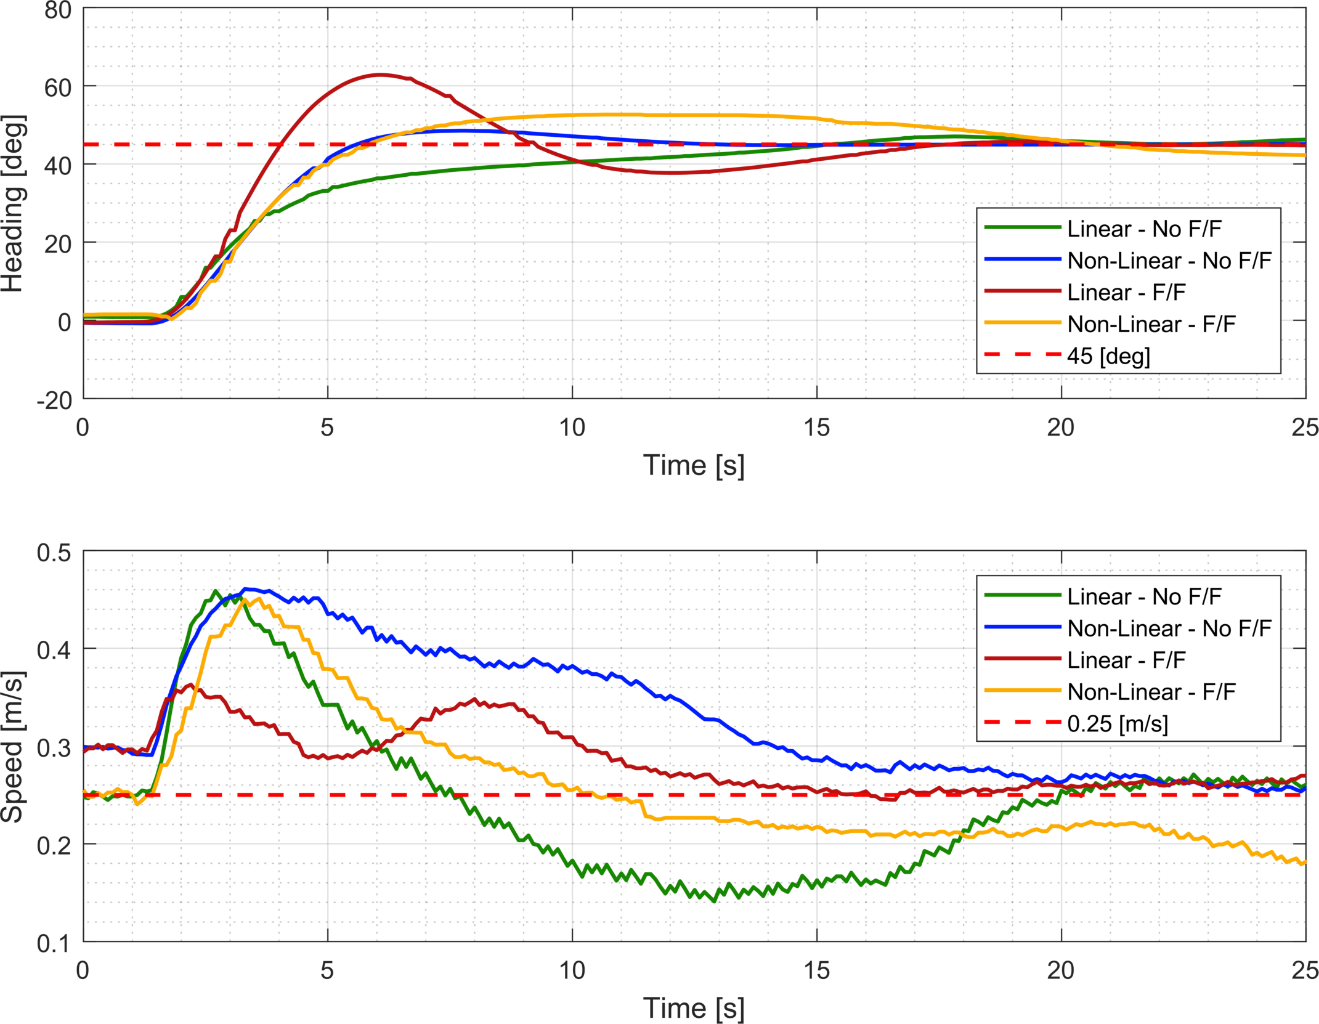 80
60
40
20
0
-20
Heading [deg]
Linear - No F/F
Non-Linear - No F/F
Linear - F/F
Non-Linear - F/F
45 [deg]
0 5 10 15 20 25
Time [s]
0.5
0.4
0.3
0.2
0.1
Speed [m/s]
Linear - No F/F
Non-Linear - No F/F
Linear - F/F
Non-Linear - F/F
0.25 [m/s]
0 5 10 15 20 25
Time [s]